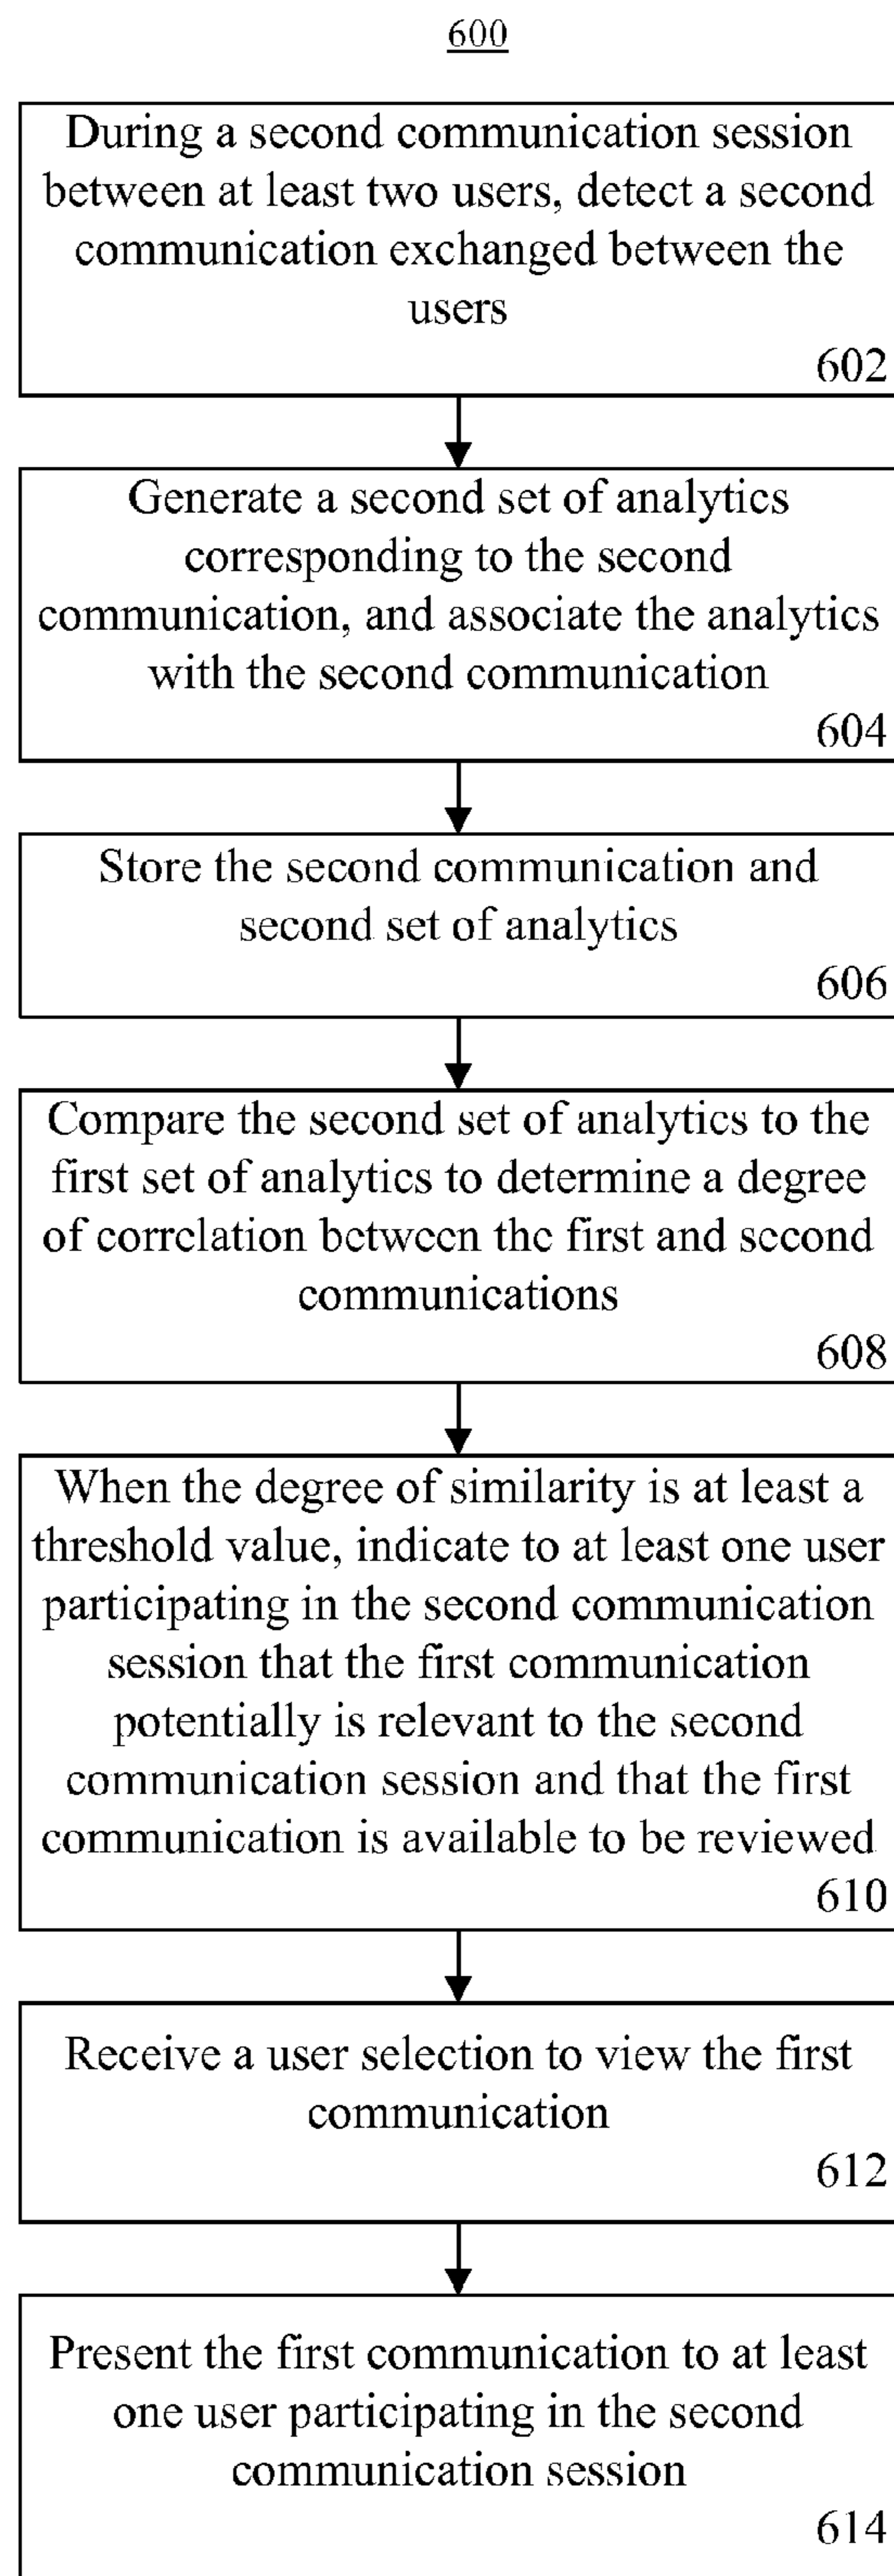 600
During a second communication session
between at least two users, detect a second
communication exchanged between the
users
602
Generate a second set of analytics
corresponding to the second
communication, and associate the analytics
with the second communication
604
Store the second communication and
second set of analytics
606
Compare the second set of analytics to the
first set of analytics to determine a degree
of correlation between the first and second
communications
608
When the degree of similarity is at least a
threshold value, indicate to at least one user
participating in the second communication
session that the first communication
potentially is relevant to the second
communication session and that the first
communication is available to be reviewed
610
Receive a user selection to view the first
communication
612
Present the first communication to at least
one user participating in the second
communication session
614